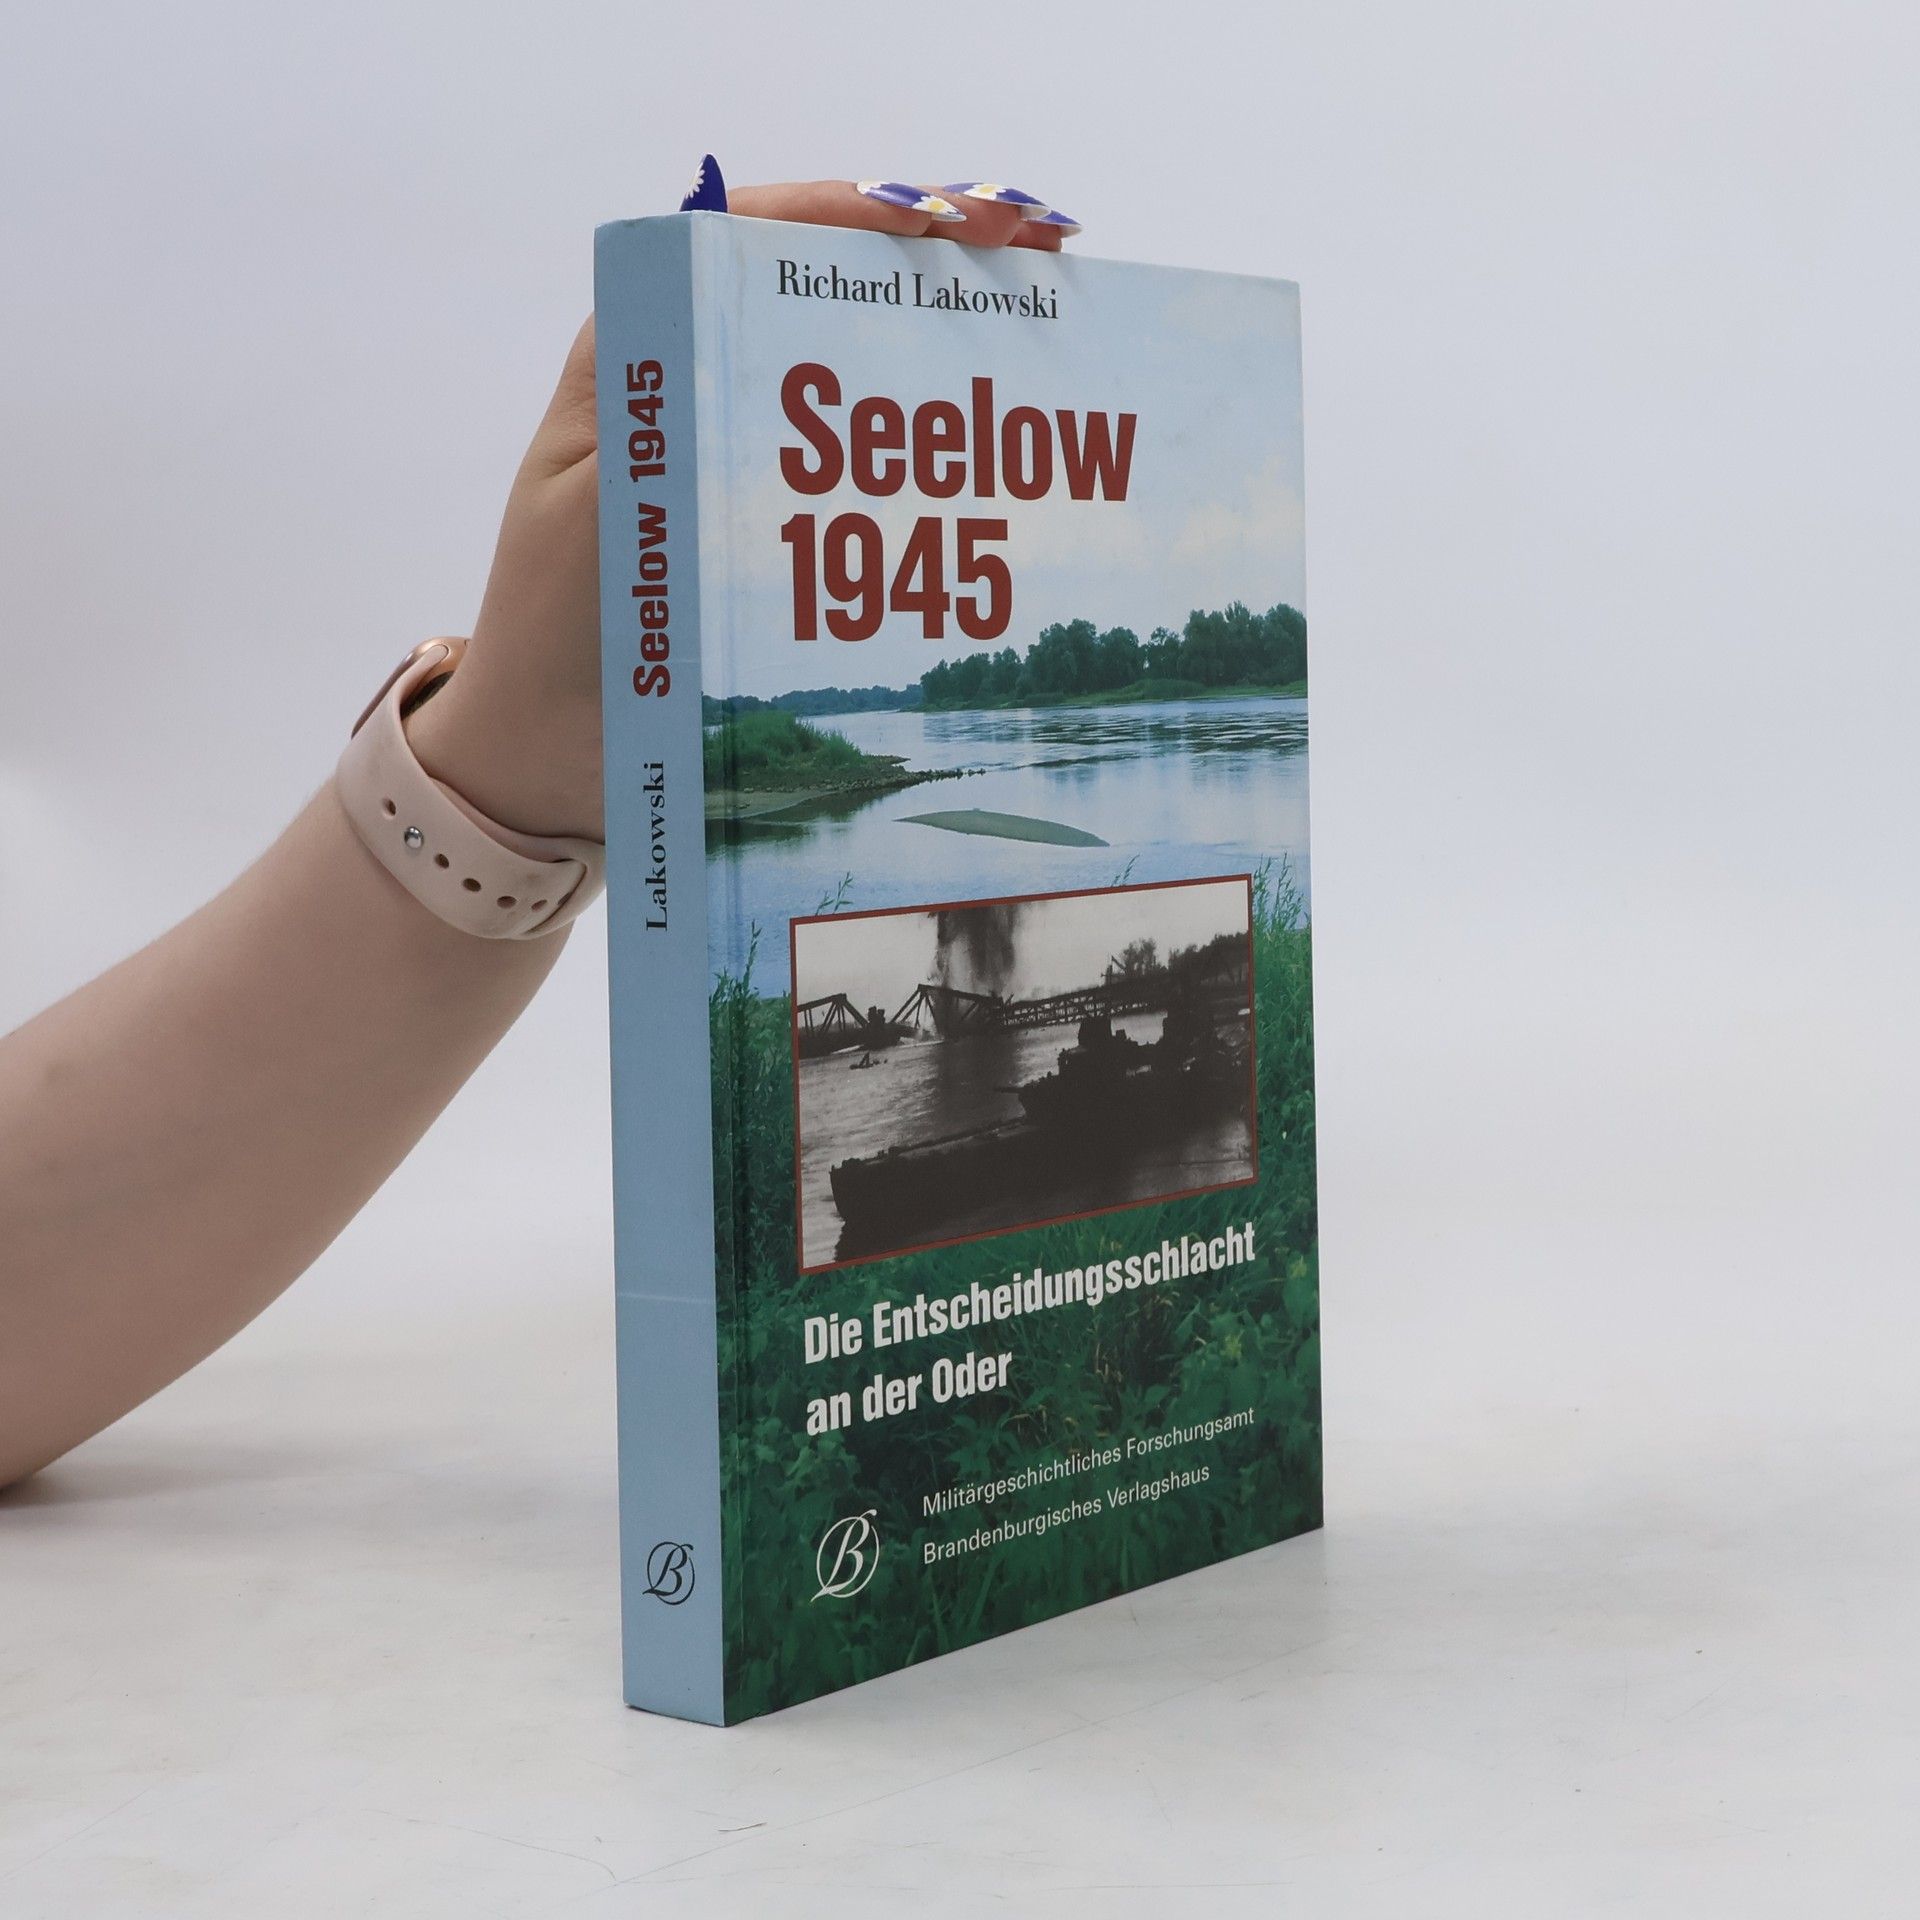 Richard Lakowski
Seelow
1945
Die Entscheidungsschlacht
an der Oder
Militärgeschichtliches Forschungsamt
Brandenburgisches Verlagshaus
B
Lakowski Seelow 1945
B